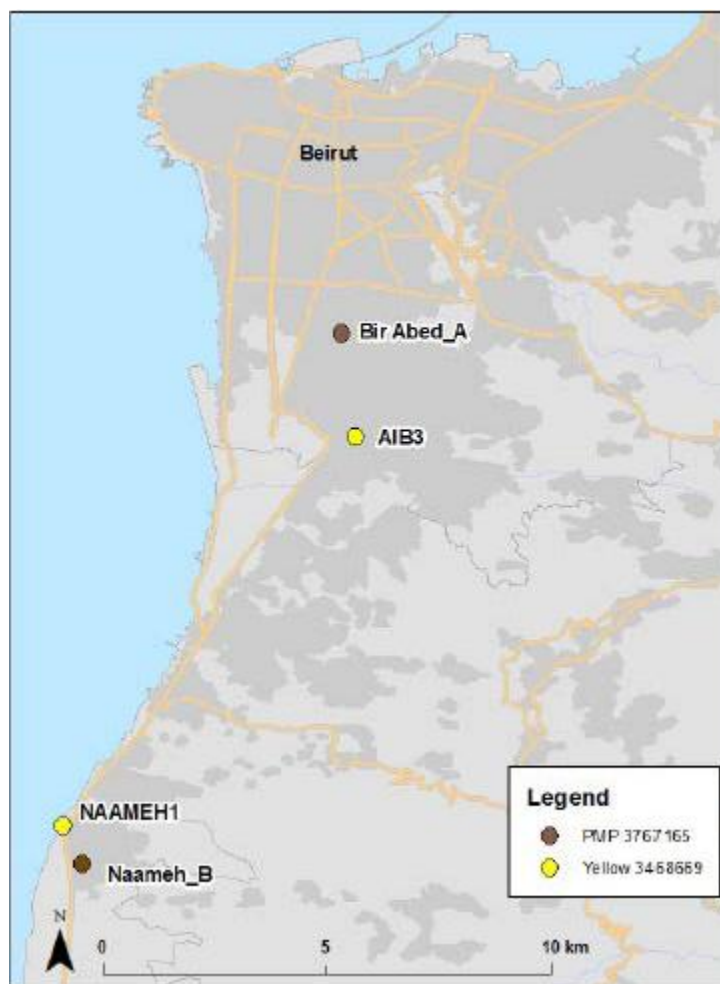 Beirut
Bir Abed_A
AIB3
NAAMEH1
Naameh_B
Legend
PMP 3767165
Yellow 3468669
N
0 5 10 km